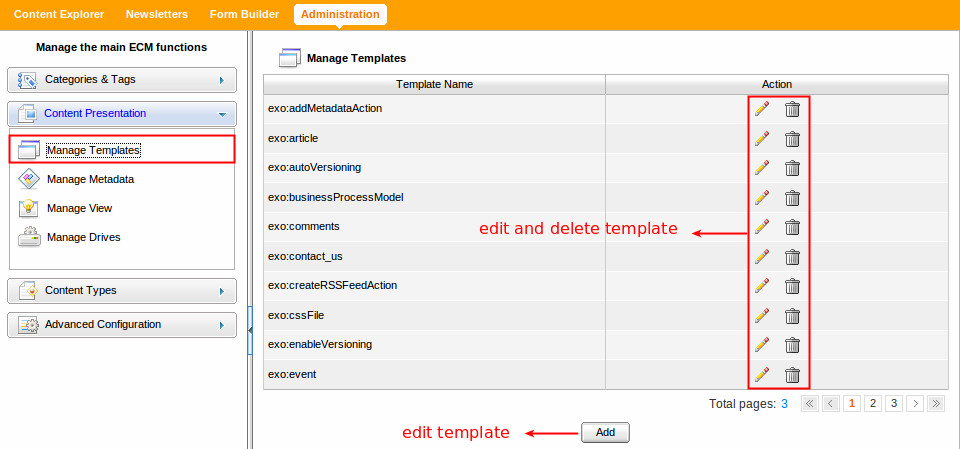 Content Explorer Newsletters Form Builder Administration
Manage the main ECM functions
Categories & Tags
Content Presentation
Manage Templates
Manage Metadata
Manage View
Manage Drives
Content Types
Advanced Configuration
Manage Templates
Template Name Action
exo:addMetadataAction
exo:article
exo:autoVersioning
exo:businessProcessModel
exo:comments
edit and delete template
exo:contact_us
exo:createRSSFeedAction
exo:cssFile
exo:enableVersioning
exo:event
Total pages: 3 1 2 3
edit template Add